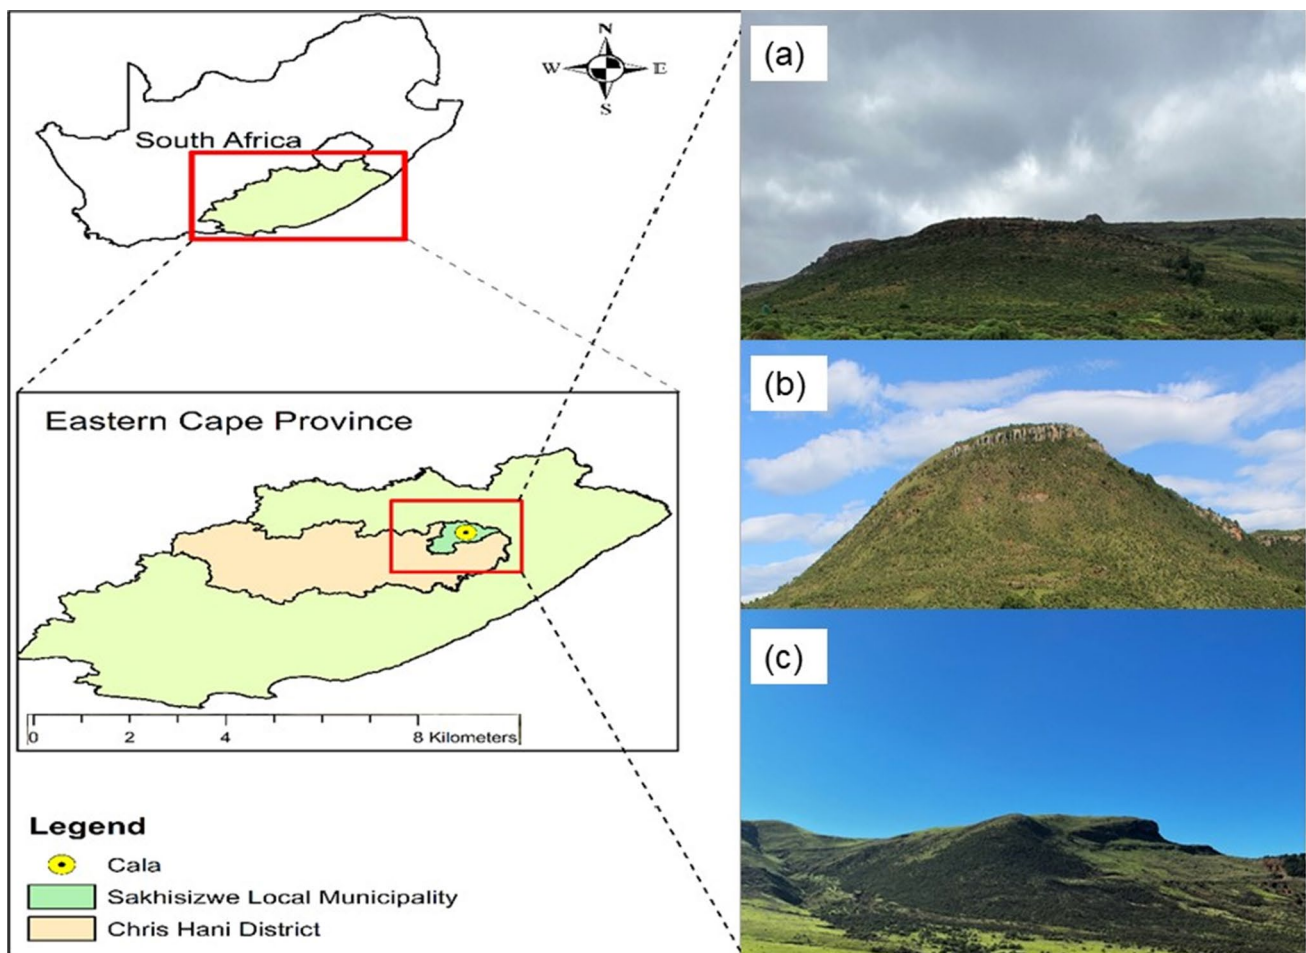 N
W E
S
South Africa
Eastern Cape Province
0 2 4 8 Kilometers
Legend
Cala
Sakhisizwe Local Municipality
Chris Hani District
(a)
(b)
(c)